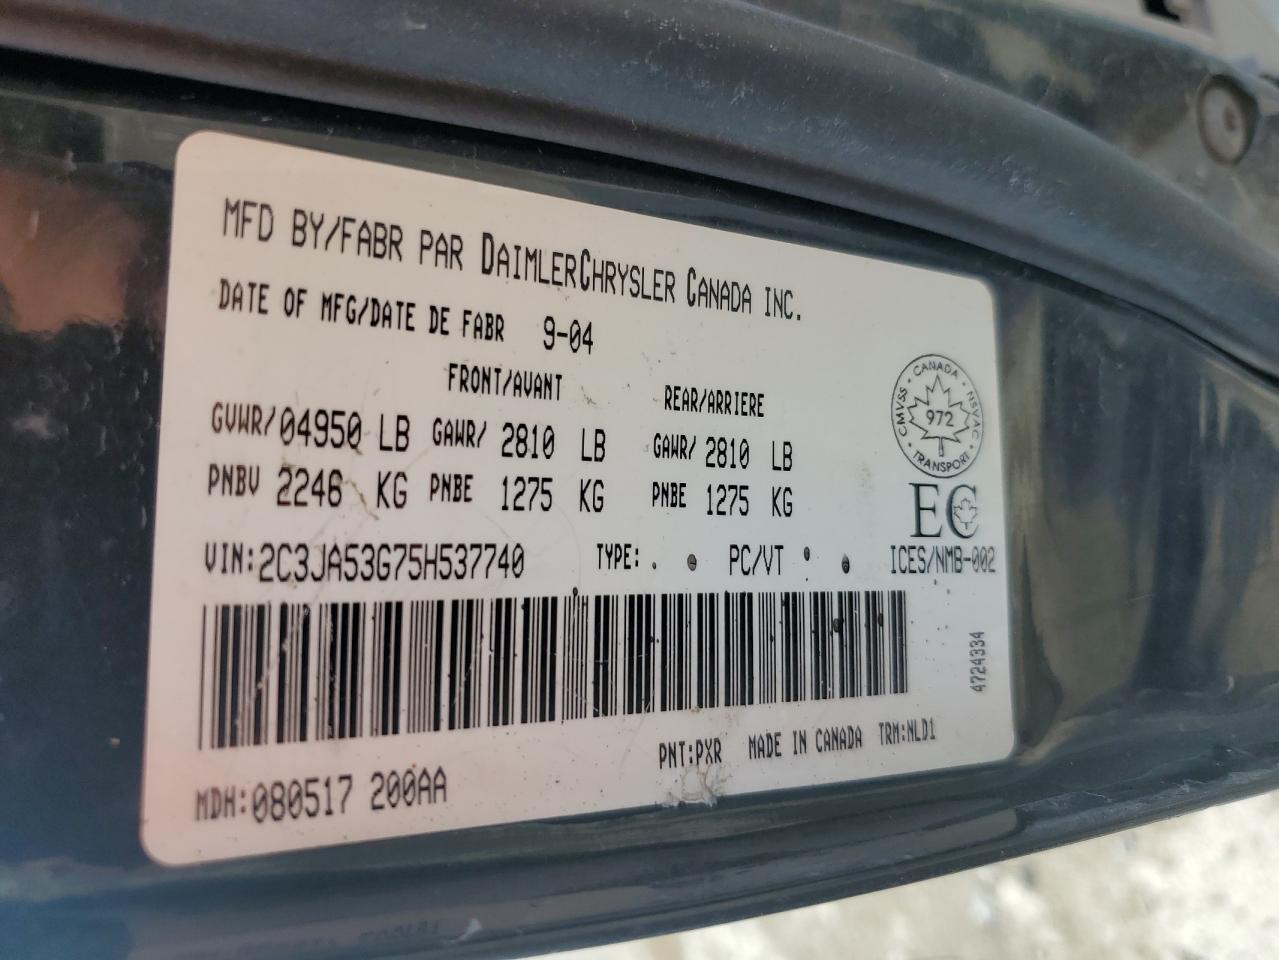 MFD BY/FABR PAR DAIMLERCHRYSLER CANADA INC.
DATE OF MFG/DATE DE FABR 9-04
FRONT/AVANT REAR/ARRIERE
GVWR/04950 LB GAWR/ 2810 LB GAWR/ 2810 LB
PNBV 2246 KG PNBE 1275 KG PNBE 1275 KG
CANADA
CMVSS 972 NSVAC
TRANSPORT
EC
VIN:2C3JA53G75H537740 TYPE: PC/VT ICES/NMB-002
4724334
PNT:PXR MADE IN CANADA TRM:NLD1
MDH:080517 200AA